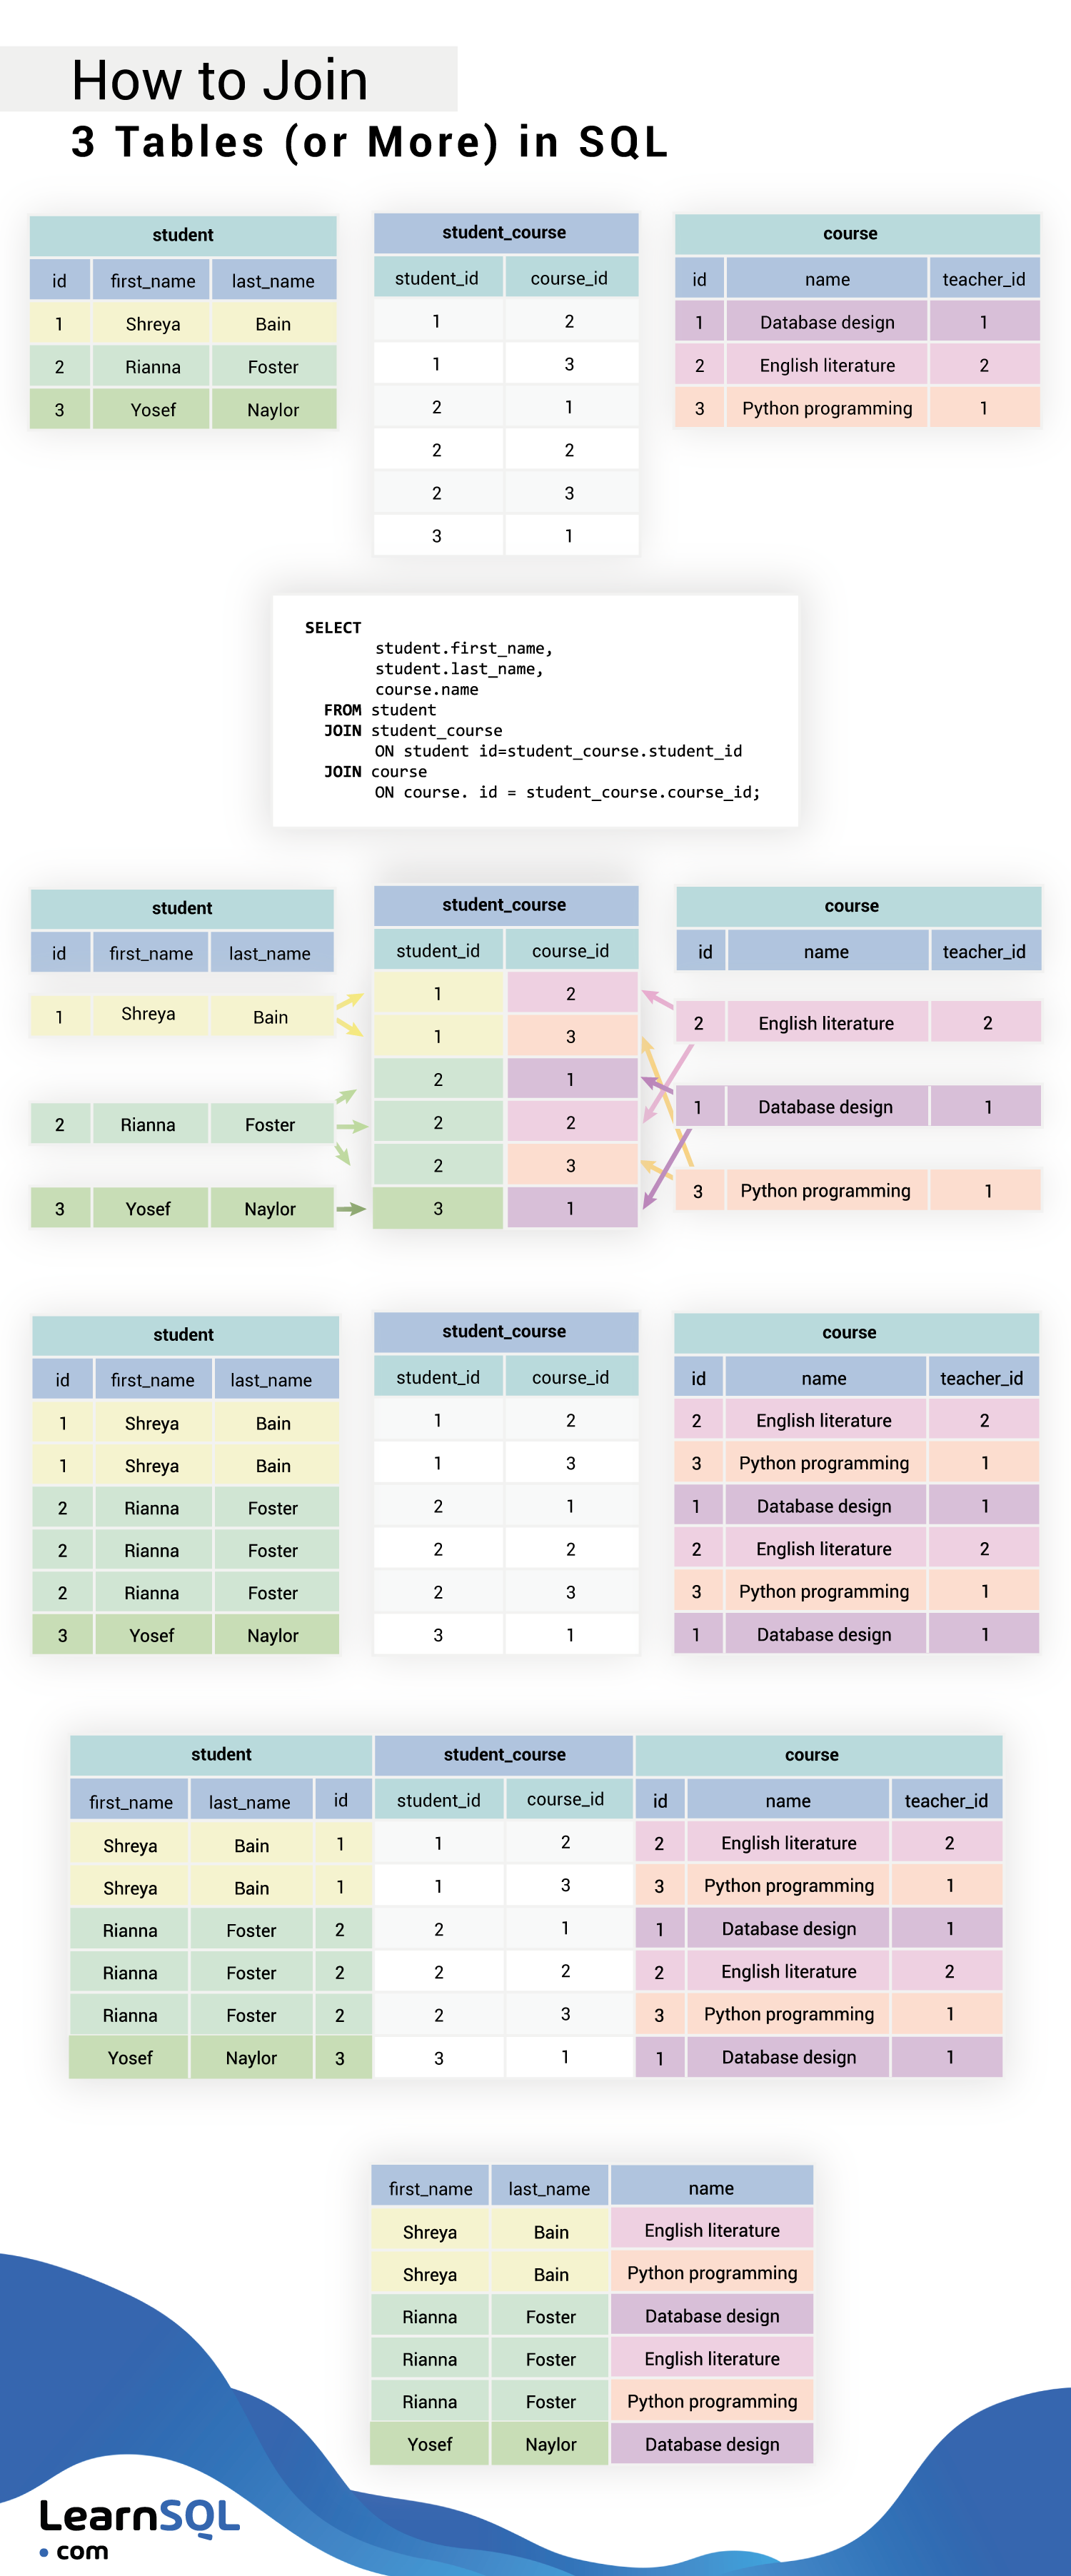 How to Join
3 Tables (or More) in SQL
student
id first_name last_name
1 Shreya Bain
2 Rianna Foster
3 Yosef Naylor
student_course
student_id course_id
1 2
1 3
2 1
2 2
2 3
3 1
course
id name teacher_id
1 Database design 1
2 English literature 2
3 Python programming 1
SELECT
student.first_name,
student.last_name,
course.name
FROM student
JOIN student_course
ON student id=student_course.student_id
JOIN course
ON course. id = student_course.course_id;
student
id first_name last_name
1 Shreya Bain
2 Rianna Foster
3 Yosef Naylor
student_course
student_id course_id
1 2
1 3
2 1
2 2
2 3
3 1
course
id name teacher_id
2 English literature 2
1 Database design 1
3 Python programming 1
student
id first_name last_name
1 Shreya Bain
1 Shreya Bain
2 Rianna Foster
2 Rianna Foster
2 Rianna Foster
3 Yosef Naylor
student_course
student_id course_id
1 2
1 3
2 1
2 2
2 3
3 1
course
id name teacher_id
2 English literature 2
3 Python programming 1
1 Database design 1
2 English literature 2
3 Python programming 1
1 Database design 1
student student_course course
first_name last_name id student_id course_id id name teacher_id
Shreya Bain 1 1 2 2 English literature 2
Shreya Bain 1 1 3 3 Python programming 1
Rianna Foster 2 2 1 1 Database design 1
Rianna Foster 2 2 2 2 English literature 2
Rianna Foster 2 2 3 3 Python programming 1
Yosef Naylor 3 3 1 1 Database design 1
first_name last_name name
Shreya Bain English literature
Shreya Bain Python programming
Rianna Foster Database design
Rianna Foster English literature
Rianna Foster Python programming
Yosef Naylor Database design
LearnSQL
• com